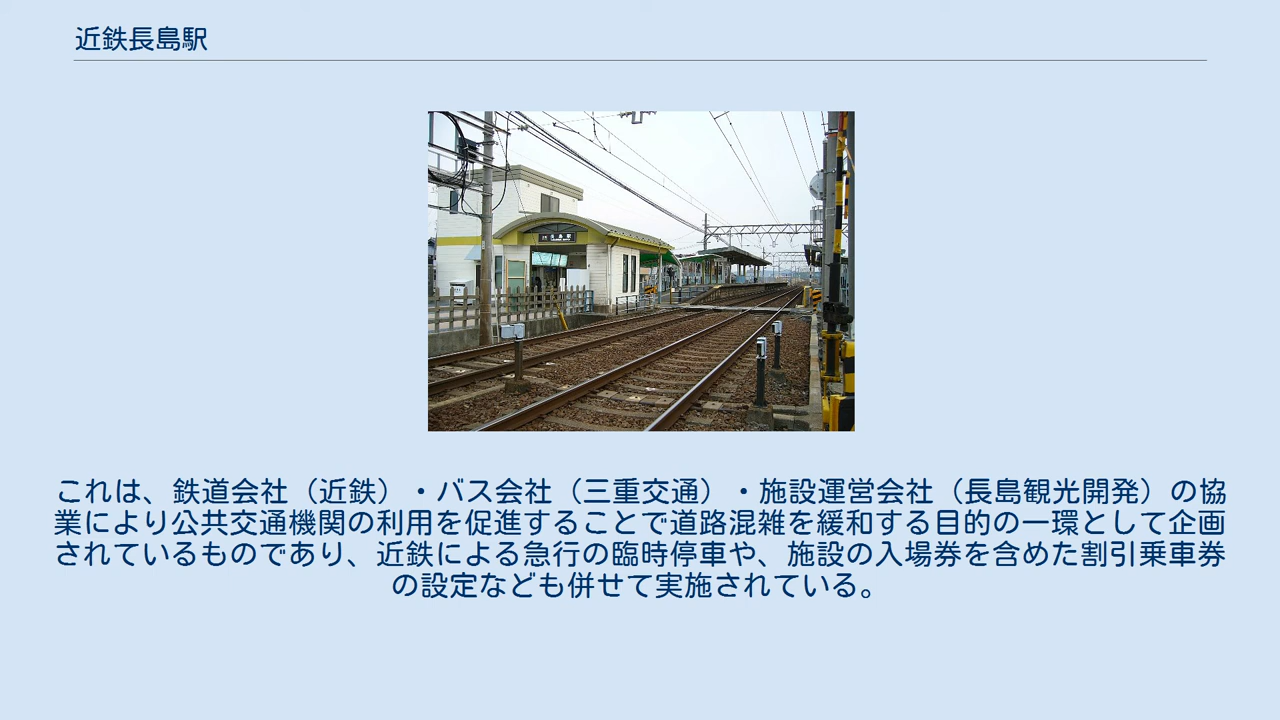 近鉄長島駅
これは、鉄道会社（近鉄）・バス会社（三重交通）・施設運営会社（長島観光開発）の協
業により公共交通機関の利用を促進することで道路混雑を緩和する目的の一環として企画
されているものであり、近鉄による急行の臨時停車や、施設の入場券を含めた割引乗車券
の設定なども併せて実施されている。